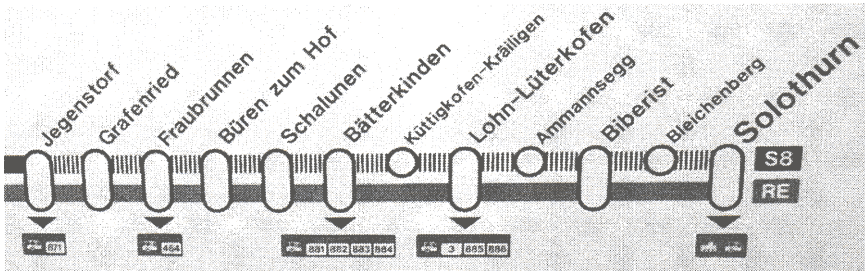 Jegenstorf
Grafenried
Fraubrunnen
Büren zum Hof
Schalunen
Bätterkinden
Küttigkofen-Kräiligen
Lohn-Lüterkofen
Ammannsegg
Biberist
Bleichenberg
Solothurn
S8
RE
871
464
881 882 883 884
3 885 886